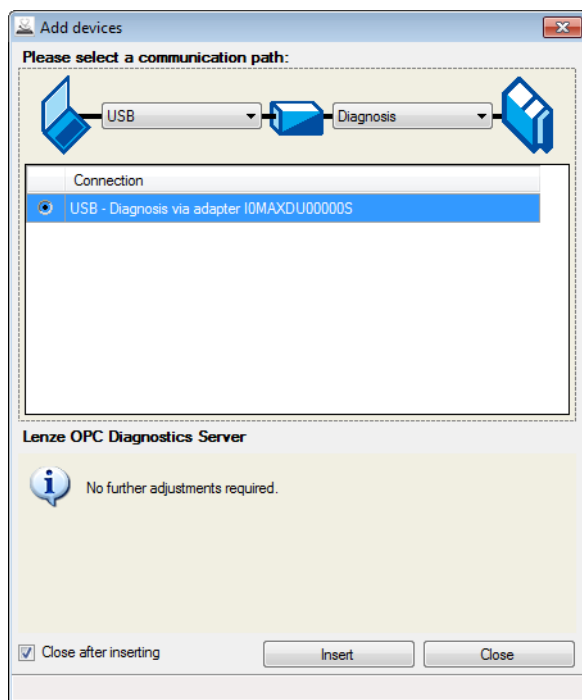 Add devices
Please select a communication path:
USB
Diagnosis
Connection
USB - Diagnosis via adapter I0MAXDU00000S
Lenze OPC Diagnostics Server
No further adjustments required.
Close after inserting
Insert
Close